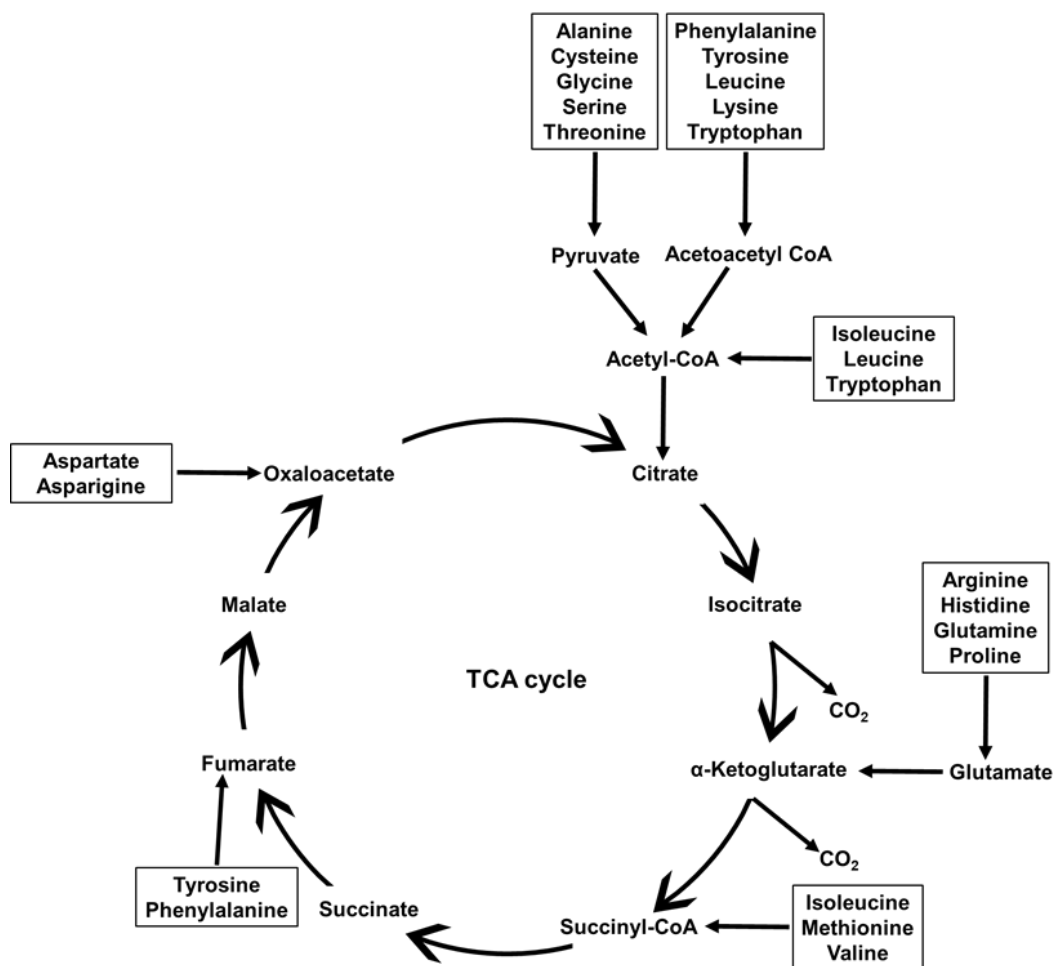 Alanine
Cysteine
Glycine
Serine
Threonine
Phenylalanine
Tyrosine
Leucine
Lysine
Tryptophan
Pyruvate
Acetoacetyl CoA
Acetyl-CoA
Isoleucine
Leucine
Tryptophan
Aspartate
Asparigine
Oxaloacetate
Citrate
Malate
Isocitrate
Arginine
Histidine
Glutamine
Proline
TCA cycle
CO₂
Fumarate
α-Ketoglutarate
Glutamate
CO₂
Tyrosine
Phenylalanine
Succinate
Succinyl-CoA
Isoleucine
Methionine
Valine